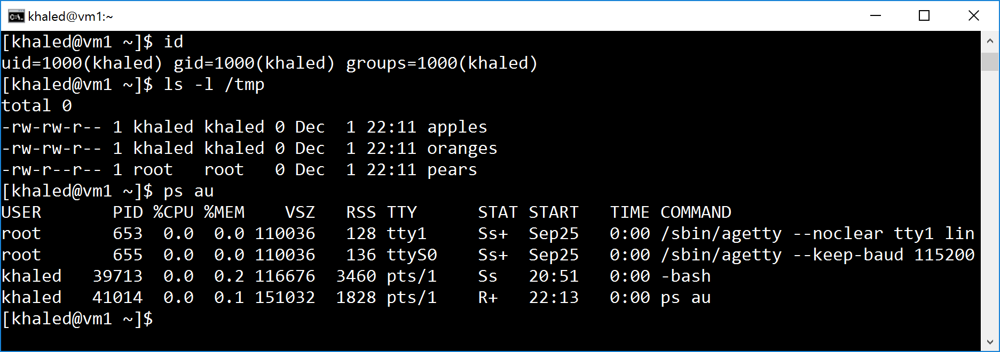 khaled@vm1:~
[khaled@vm1 ~]$ id
uid=1000(khaled) gid=1000(khaled) groups=1000(khaled)
[khaled@vm1 ~]$ ls -l /tmp
total 0
-rw-rw-r-- 1 khaled khaled 0 Dec  1 22:11 apples
-rw-rw-r-- 1 khaled khaled 0 Dec  1 22:11 oranges
-rw-r--r-- 1 root   root   0 Dec  1 22:11 pears
[khaled@vm1 ~]$ ps au
USER       PID %CPU %MEM    VSZ   RSS TTY      STAT START   TIME COMMAND
root       653  0.0  0.0 110036   128 tty1     Ss+  Sep25   0:00 /sbin/agetty --noclear tty1 lin
root       655  0.0  0.0 110036   136 ttyS0    Ss+  Sep25   0:00 /sbin/agetty --keep-baud 115200
khaled   39713  0.0  0.2 116676  3460 pts/1    Ss   20:51   0:00 -bash
khaled   41014  0.0  0.1 151032  1828 pts/1    R+   22:13   0:00 ps au
[khaled@vm1 ~]$